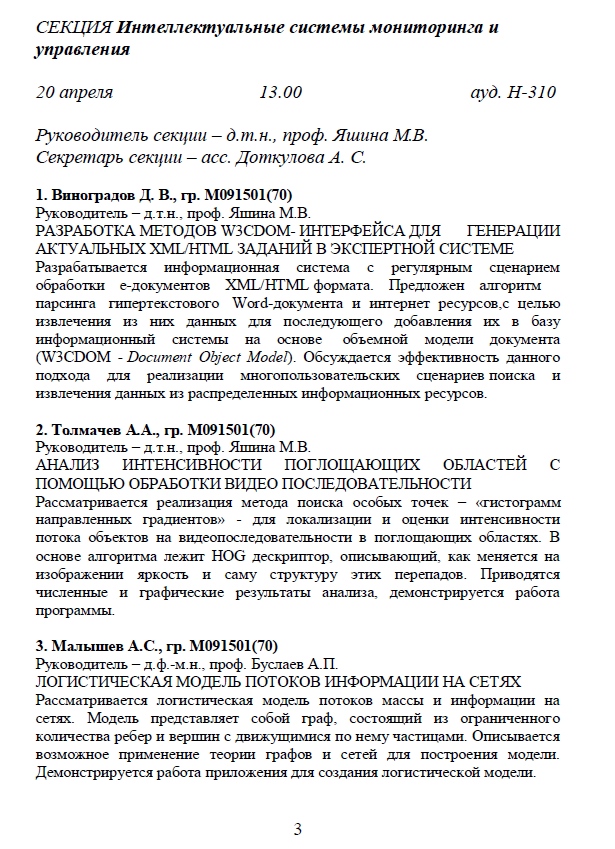 СЕКЦИЯ Интеллектуальные системы мониторинга и
управления
20 апреля 13.00 ауд. Н-310
Руководитель секции – д.т.н., проф. Яшина М.В.
Секретарь секции – асс. Доткулова А. С.
1. Виноградов Д. В., гр. М091501(70)
Руководитель – д.т.н., проф. Яшина М.В.
РАЗРАБОТКА МЕТОДОВ W3CDOM- ИНТЕРФЕЙСА ДЛЯ ГЕНЕРАЦИИ
АКТУАЛЬНЫХ XML/HTML ЗАДАНИЙ В ЭКСПЕРТНОЙ СИСТЕМЕ
Разрабатывается информационная система с регулярным сценарием
обработки е-документов XML/HTML формата. Предложен алгоритм
парсинга гипертекстового Word-документа и интернет ресурсов,с целью
извлечения из них данных для последующего добавления их в базу
информационный системы на основе объемной модели документа
(W3CDOM - Document Object Model). Обсуждается эффективность данного
подхода для реализации многопользовательских сценариев поиска и
извлечения данных из распределенных информационных ресурсов.
2. Толмачев А.А., гр. М091501(70)
Руководитель – д.т.н., проф. Яшина М.В.
АНАЛИЗ ИНТЕНСИВНОСТИ ПОГЛОЩАЮЩИХ ОБЛАСТЕЙ С
ПОМОЩЬЮ ОБРАБОТКИ ВИДЕО ПОСЛЕДОВАТЕЛЬНОСТИ
Рассматривается реализация метода поиска особых точек – «гистограмм
направленных градиентов» - для локализации и оценки интенсивности
потока объектов на видеопоследовательности в поглощающих областях. В
основе алгоритма лежит HOG дескриптор, описывающий, как меняется на
изображении яркость и саму структуру этих перепадов. Приводятся
численные и графические результаты анализа, демонстрируется работа
программы.
3. Малышев А.С., гр. М091501(70)
Руководитель – д.ф.-м.н., проф. Буслаев А.П.
ЛОГИСТИЧЕСКАЯ МОДЕЛЬ ПОТОКОВ ИНФОРМАЦИИ НА СЕТЯХ
Рассматривается логистическая модель потоков массы и информации на
сетях. Модель представляет собой граф, состоящий из ограниченного
количества ребер и вершин с движущимися по нему частицами. Описывается
возможное применение теории графов и сетей для построения модели.
Демонстрируется работа приложения для создания логистической модели.
3